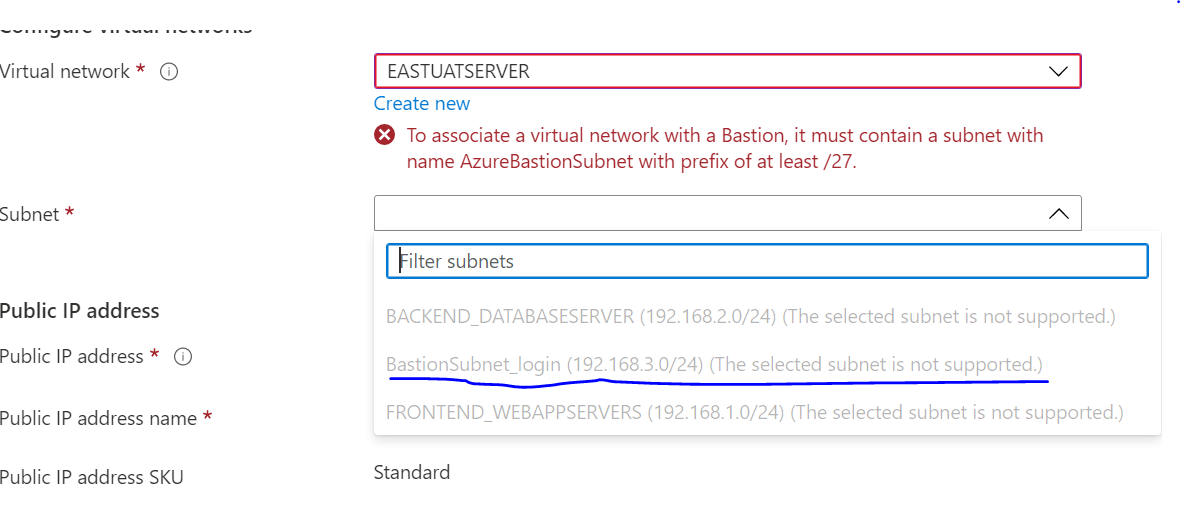 Configure virtual networks
Virtual network *
EASTUATSERVER
Create new
To associate a virtual network with a Bastion, it must contain a subnet with
name AzureBastionSubnet with prefix of at least /27.
Subnet *
Filter subnets
BACKEND_DATABASESERVER (192.168.2.0/24) (The selected subnet is not supported.)
BastionSubnet_login (192.168.3.0/24) (The selected subnet is not supported.)
FRONTEND_WEBAPPSERVERS (192.168.1.0/24) (The selected subnet is not supported.)
Public IP address
Public IP address *
Public IP address name *
Public IP address SKU
Standard